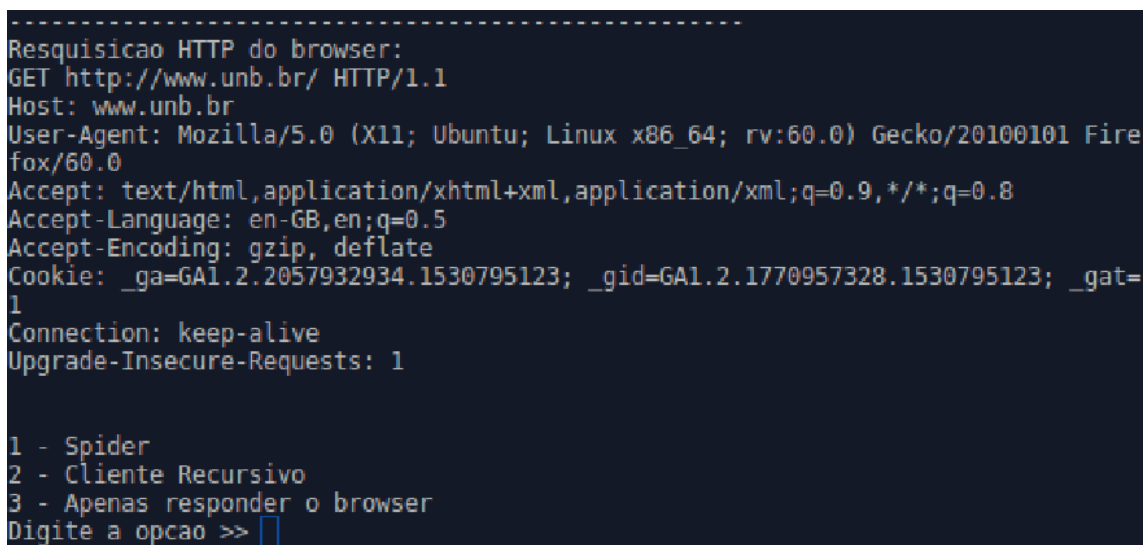 -----------------------------------------------------
Resquisicao HTTP do browser:
GET http://www.unb.br/ HTTP/1.1
Host: www.unb.br
User-Agent: Mozilla/5.0 (X11; Ubuntu; Linux x86_64; rv:60.0) Gecko/20100101 Fire
fox/60.0
Accept: text/html,application/xhtml+xml,application/xml;q=0.9,*/*;q=0.8
Accept-Language: en-GB,en;q=0.5
Accept-Encoding: gzip, deflate
Cookie: _ga=GA1.2.2057932934.1530795123; _gid=GA1.2.1770957328.1530795123; _gat=
1
Connection: keep-alive
Upgrade-Insecure-Requests: 1
1 - Spider
2 - Cliente Recursivo
3 - Apenas responder o browser
Digite a opcao >>